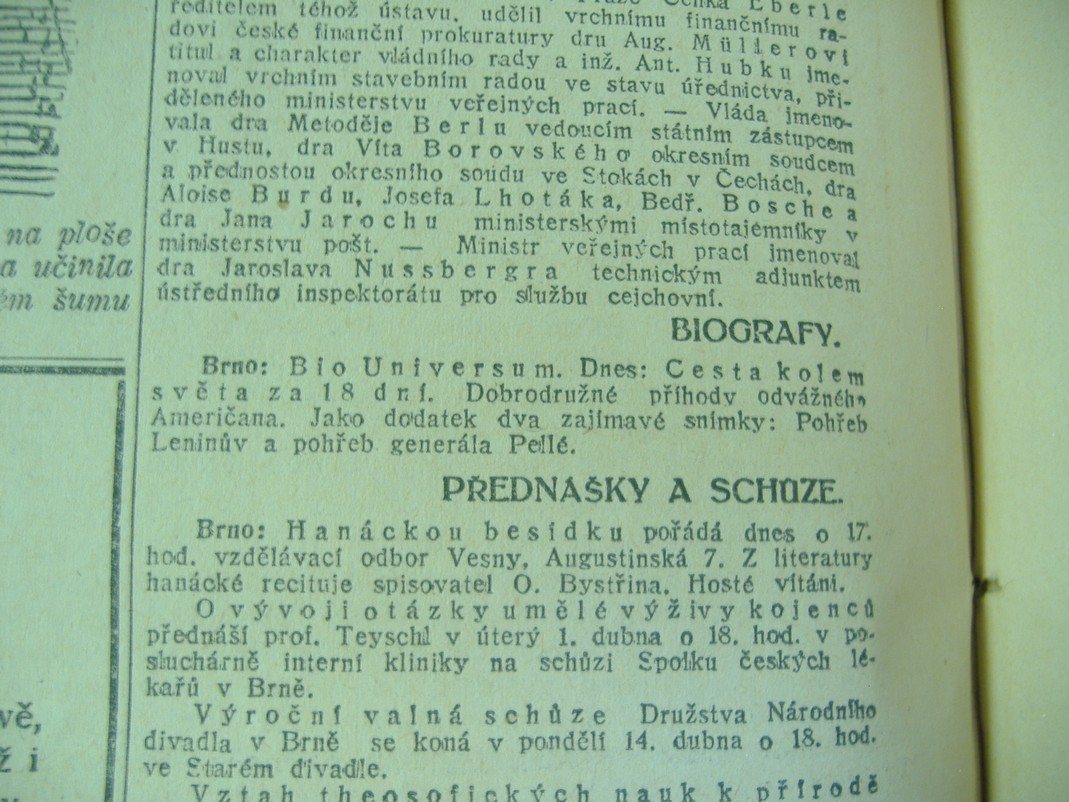 ředitelem téhož ústavu, udělil vrchnímu finančnímu ra-
dovi české finanční prokuratury dru Aug. Müllerovi
titul a charakter vládního rady a inž. Ant. Hubku jme-
noval vrchním stavebním radou ve stavu úřednictva, při-
děleného ministerstvu veřejných prací. — Vláda jmeno-
vala dra Metoděje Berlu vedoucím státním zástupcem
v Hustu, dra Víta Borovského okresním soudcem
a přednostou okresního soudu ve Stokách v Čechách, dra
Aloise Burdu, Josefa Lhotáka, Bedř. Bosche a
dra Jana Jarochu ministerskými místotajemníky v
ministerstvu pošt. — Ministr veřejných prací jmenoval
dra Jaroslava Nussbergra technickým adjunktem
ústředního inspektorátu pro službu cejchovní.
BIOGRAFY.
Brno: Bio Universum. Dnes: Cesta kolem
světa za 18 dní. Dobrodružné příhody odvážného
Američana. Jako dodatek dva zajímavé snímky: Pohřeb
Leninův a pohřeb generála Pellé.
PŘEDNÁŠKY A SCHŮZE.
Brno: Hanáckou besídku pořádá dnes o 17.
hod. vzdělávací odbor Vesny, Augustinská 7. Z literatury
hanácké recituje spisovatel O. Bystřina. Hosté vítáni.
O vývoji otázky umělé výživy kojenců
přednáší prof. Teyschl v úterý 1. dubna o 18. hod. v po-
sluchárně interní kliniky na schůzi Spolku českých lé-
kařů v Brně.
Výroční valná schůze Družstva Národního
divadla v Brně se koná v pondělí 14. dubna o 18. hod.
ve Starém divadle.
Vztah theosofických nauk k přírodě
na ploše
a učinila
šumu